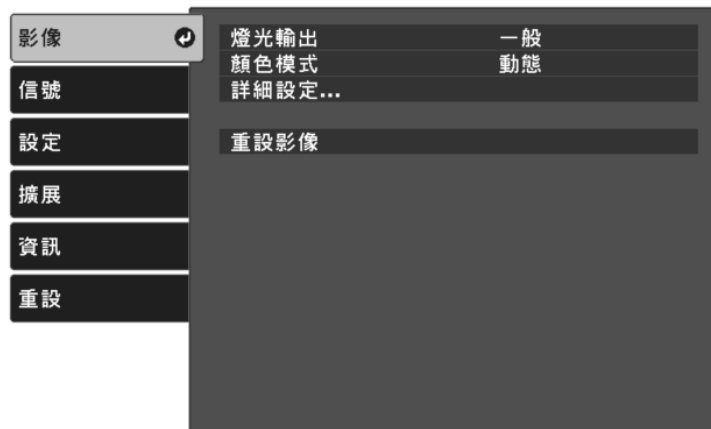 影像
信號
設定
擴展
資訊
重設
燈光輸出 一般
顏色模式 動態
詳細設定...
重設影像